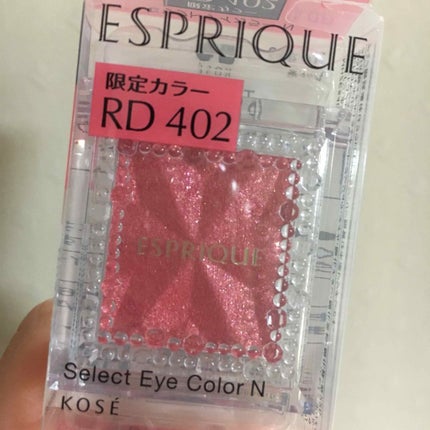 ESPRIQUE
限定カラー
RD 402
ESPRIQUE
Select Eye Color N
KOSÉ